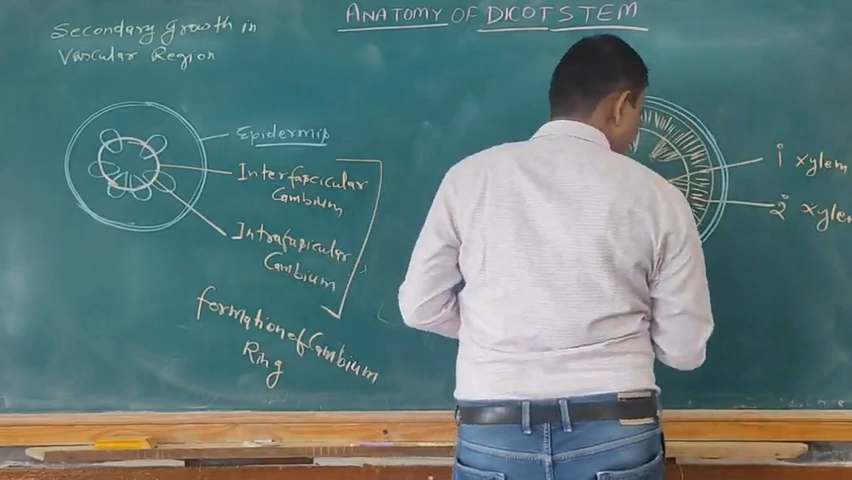 ANATOMY OF DICOT STEM
Secondary growth in
Vascular Region
Epidermis
Interfascicular
Cambium
Intrafascicular
Cambium
formation of Cambium
Ring
1° xylem
2° xylem